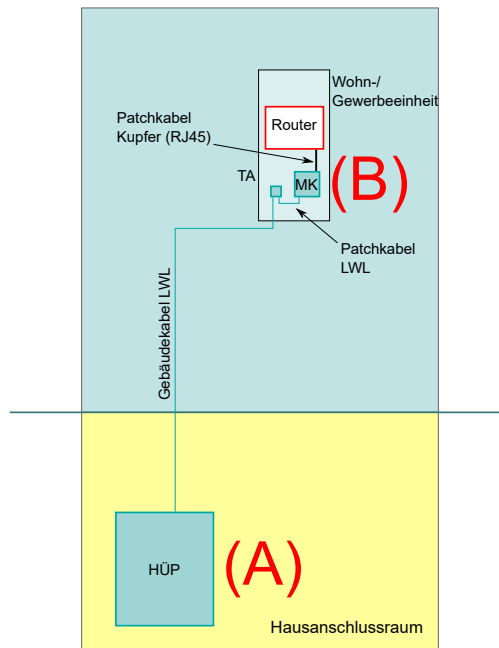 Wohn-/
Gewerbeeinheit
Patchkabel
Kupfer (RJ45)
Router
TA
MK
(B)
Patchkabel
LWL
Gebäudekabel LWL
HÜP
(A)
Hausanschlussraum